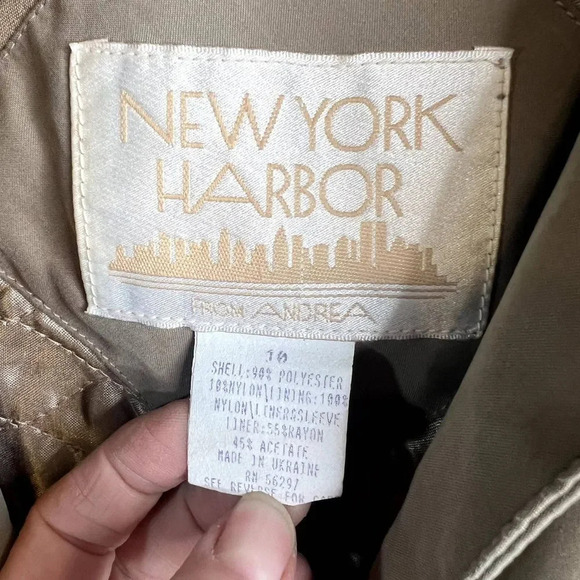 NEW YORK
HARBOR
FROM ANDREA
10
SHELL:90% POLYESTER
10%NYLON\LINING:100%
NYLON\LINER&SLEEVE
LINER:55%RAYON
45% ACETATE
MADE IN UKRAINE
RN 56297
SEE REVERSE FOR